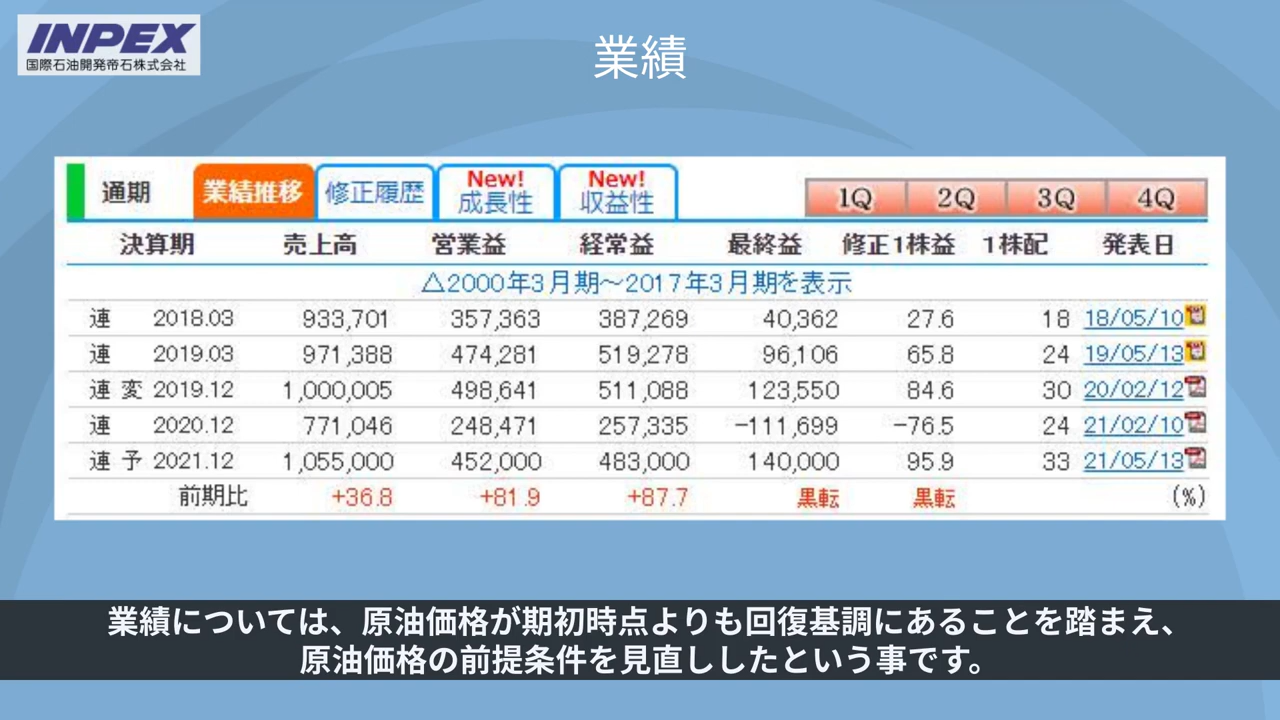 INPEX
国際石油開発帝石株式会社
業績
通期 業績推移 修正履歴 New! 成長性 New! 収益性 1Q 2Q 3Q 4Q
決算期 売上高 営業益 経常益 最終益 修正1株益 1株配 発表日
△2000年3月期～2017年3月期を表示
連 2018.03 933,701 357,363 387,269 40,362 27.6 18 18/05/10
連 2019.03 971,388 474,281 519,278 96,106 65.8 24 19/05/13
連 変 2019.12 1,000,005 498,641 511,088 123,550 84.6 30 20/02/12
連 2020.12 771,046 248,471 257,335 -111,699 -76.5 24 21/02/10
連 予 2021.12 1,055,000 452,000 483,000 140,000 95.9 33 21/05/13
前期比 +36.8 +81.9 +87.7 黒転 黒転 (%)
業績については、原油価格が期初時点よりも回復基調にあることを踏まえ、
原油価格の前提条件を見直ししたという事です。